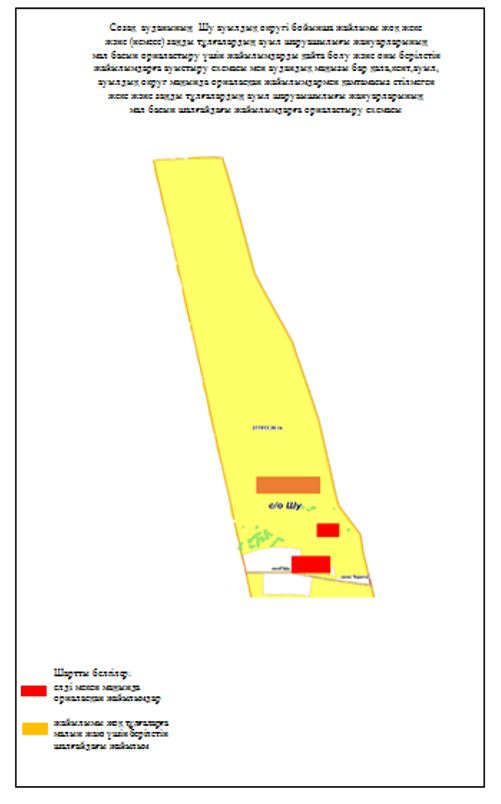 Созақ ауданының Шу ауылдық округі бойынша жайылымы жоқ жеке
және (немесе) заңды тұлғалардың ауыл шаруашылығы жануарларының
мал басын орналастыру үшін жайылымдарды қайта бөлу және оны берілетін
жайылымдарға ауыстыру схемасы мен аудандық маңызы бар қала,кент,ауыл,
ауылдық округ маңында орналасқан жайылымдармен қамтамасыз етілмеген
жеке және заңды тұлғалардың ауыл шаруашылығы жануарларының
мал басын шалғайдағы жайылымдарға орналастыру схемасы
с/о Шу
Шартты белгілер:
елді мекен маңында
орналасқан жайылымдар
жайылымы жоқ тұлғаларға
малын жаю үшін берілетін
шалғайдағы жайылым